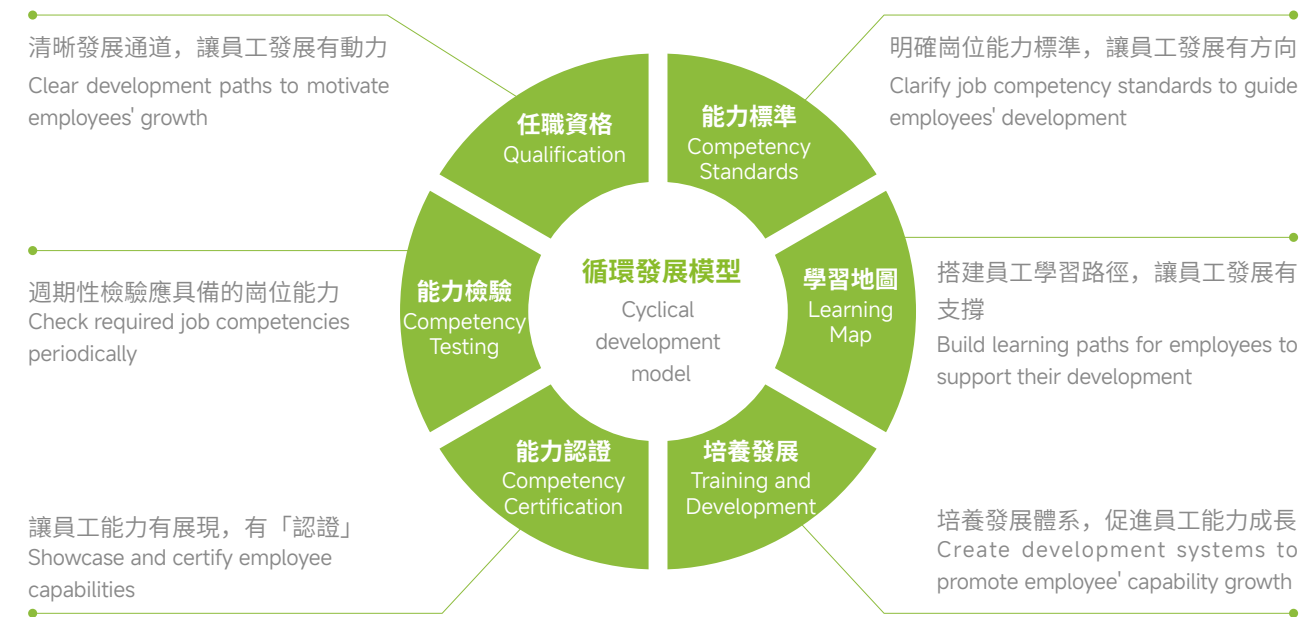 清晰發展通道，讓員工發展有動力
Clear development paths to motivate
employees' growth
明確崗位能力標準，讓員工發展有方向
Clarify job competency standards to guide
employees' development
任職資格
Qualification
能力標準
Competency
Standards
週期性檢驗應具備的崗位能力
Check required job competencies
periodically
能力檢驗
Competency
Testing
循環發展模型
Cyclical
development
model
學習地圖
Learning
Map
搭建員工學習路徑，讓員工發展有
支撐
Build learning paths for employees to
support their development
能力認證
Competency
Certification
培養發展
Training and
Development
讓員工能力有展現，有「認證」
Showcase and certify employee
capabilities
培養發展體系，促進員工能力成長
Create development systems to
promote employee' capability growth